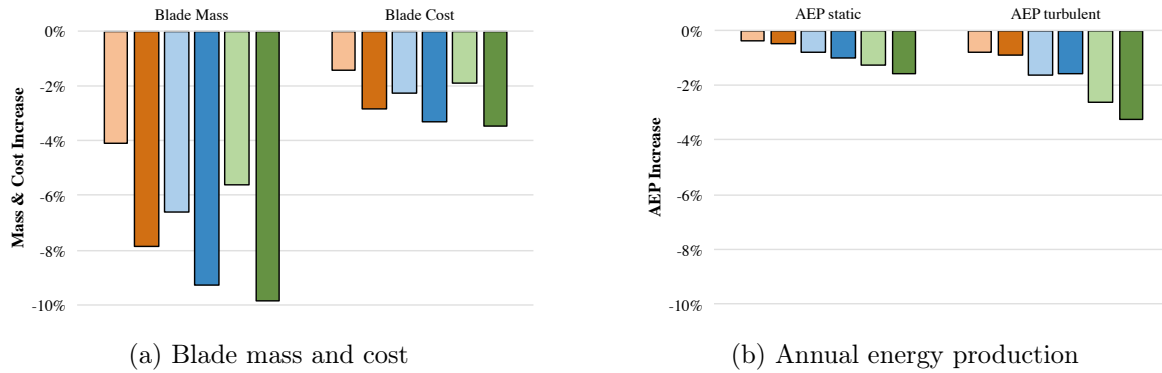 Blade Mass
Blade Cost
0%
-2%
-4%
-6%
-8%
-10%
Mass & Cost Increase
(a) Blade mass and cost
AEP static
AEP turbulent
0%
-2%
-4%
-6%
-8%
-10%
AEP Increase
(b) Annual energy production